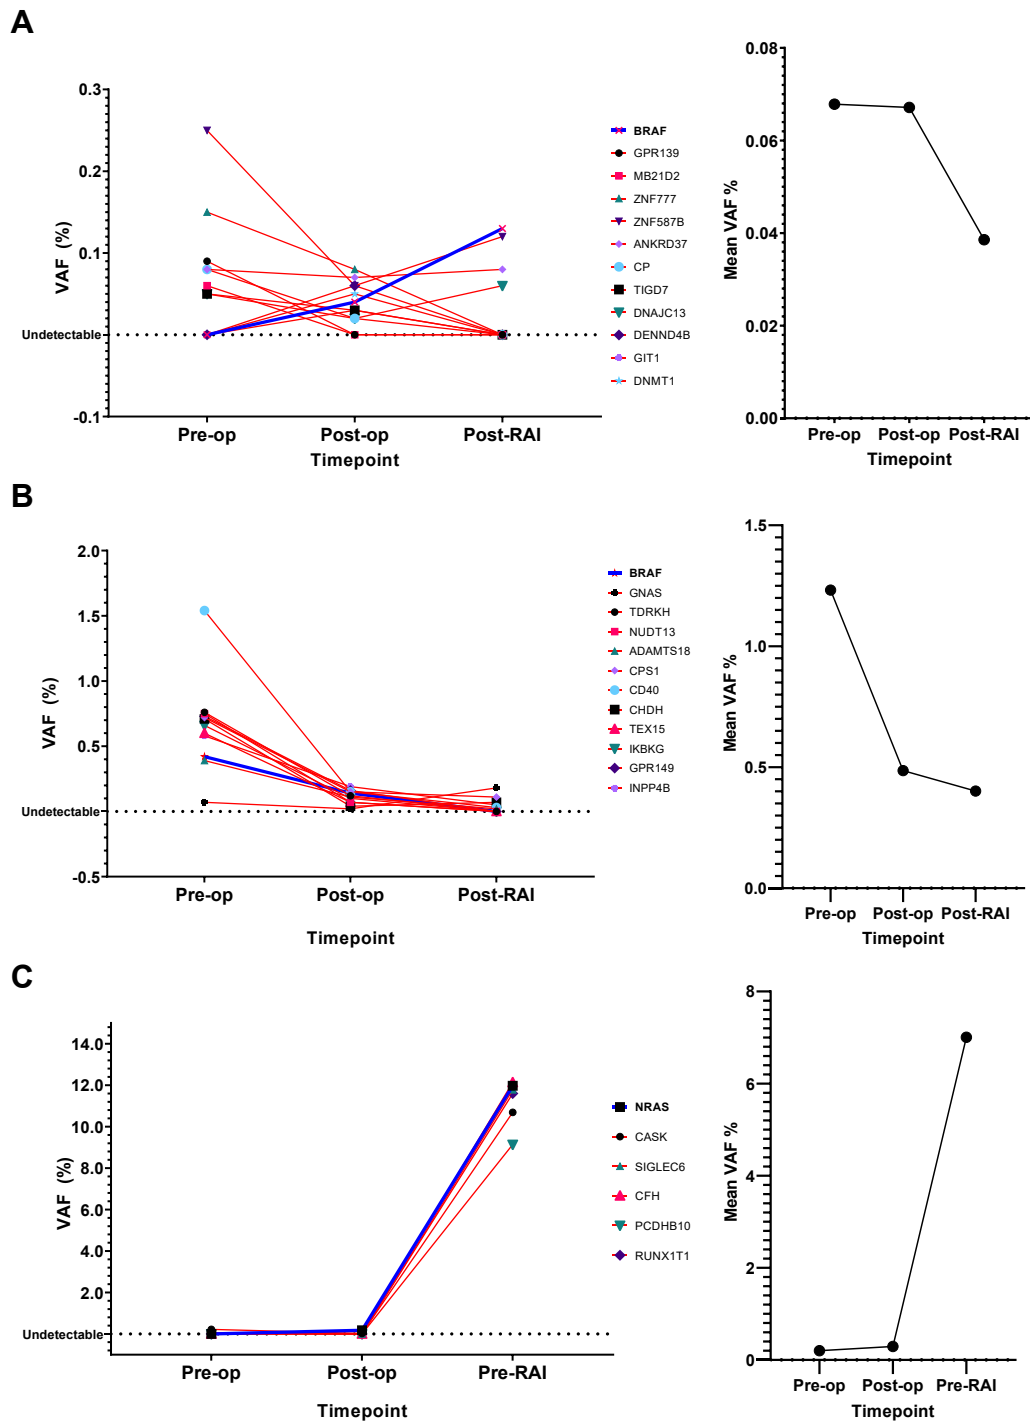 A
0.3
0.2
0.1
Undetectable
-0.1
VAF (%)
Pre-op
Post-op
Post-RAI
Timepoint
BRAF
GPR139
MB21D2
ZNF777
ZNF587B
ANKRD37
CP
TIGD7
DNAJC13
DENND4B
GIT1
DNMT1
0.08
0.06
0.04
0.02
0.00
Mean VAF %
Pre-op
Post-op
Post-RAI
Timepoint
B
2.0
1.5
1.0
0.5
Undetectable
-0.5
VAF (%)
Pre-op
Post-op
Post-RAI
Timepoint
BRAF
GNAS
TDRKH
NUDT13
ADAMTS18
CPS1
CD40
CHDH
TEX15
IKBKG
GPR149
INPP4B
1.5
1.0
0.5
0.0
Mean VAF %
Pre-op
Post-op
Post-RAI
Timepoint
C
14.0
12.0
10.0
8.0
6.0
4.0
2.0
Undetectable
VAF (%)
Pre-op
Post-op
Pre-RAI
Timepoint
NRAS
CASK
SIGLEC6
CFH
PCDHB10
RUNX1T1
8
6
4
2
0
Mean VAF %
Pre-op
Post-op
Pre-RAI
Timepoint